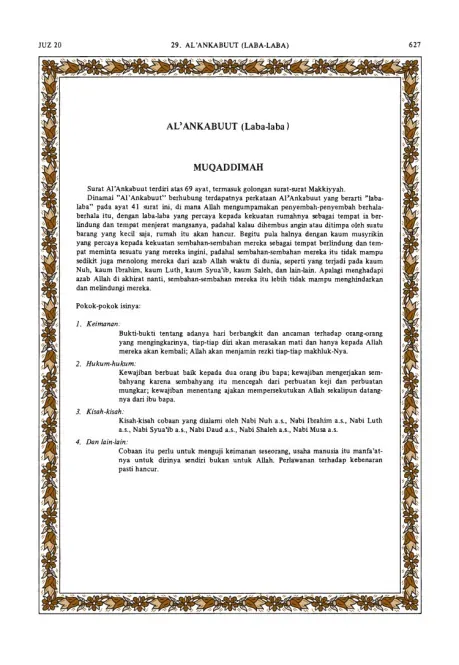 JUZ 20
29. AL'ANKABUUT (LABA-LABA)
627
AL'ANKABUUT (Laba-laba)
MUQADDIMAH
Surat Al'Ankabuut terdiri atas 69 ayat, termasuk golongan surat-surat Makkiyyah.
Dinamai "Al'Ankabuut" berhubung terdapatnya perkataan Al'Ankabuut yang berarti "laba-
laba" pada ayat 41 surat ini, di mana Allah mengumpamakan penyembah-penyembah berhala-
berhala itu, dengan laba-laba yang percaya kepada kekuatan rumahnya sebagai tempat ia ber-
lindung dan tempat menjerat mangsanya, padahal kalau dihembus angin atau ditimpa oleh suatu
barang yang kecil saja, rumah itu akan hancur. Begitu pula halnya dengan kaum musyrikin
yang percaya kepada kekuatan sembahan-sembahan mereka sebagai tempat berlindung dan tem-
pat meminta sesuatu yang mereka ingini, padahal sembahan-sembahan mereka itu tidak mampu
sedikit juga menolong mereka dari azab Allah waktu di dunia, seperti yang terjadi pada kaum
Nuh, kaum Ibrahim, kaum Luth, kaum Syua'ib, kaum Saleh, dan lain-lain. Apalagi menghadapi
azab Allah di akhirat nanti, sembahan-sembahan mereka itu lebih tidak mampu menghindarkan
dan melindungi mereka.
Pokok-pokok isinya:
1. Keimanan:
Bukti-bukti tentang adanya hari berbangkit dan ancaman terhadap orang-orang
yang mengingkarinya, tiap-tiap diri akan merasakan mati dan hanya kepada Allah
mereka akan kembali; Allah akan menjamin rezki tiap-tiap makhluk-Nya.
2. Hukum-hukum:
Kewajiban berbuat baik kepada dua orang ibu bapa; kewajiban mengerjakan sem-
bahyang karena sembahyang itu mencegah dari perbuatan keji dan perbuatan
mungkar; kewajiban menentang ajakan mempersekutukan Allah sekalipun datang-
nya dari ibu bapa.
3. Kisah-kisah:
Kisah-kisah cobaan yang dialami oleh Nabi Nuh a.s., Nabi Ibrahim a.s., Nabi Luth
a.s., Nabi Syua'ib a.s., Nabi Daud a.s., Nabi Shaleh a.s., Nabi Musa a.s.
4. Dan lain-lain:
Cobaan itu perlu untuk menguji keimanan seseorang, usaha manusia itu manfa'at-
nya untuk dirinya sendiri bukan untuk Allah. Perlawanan terhadap kebenaran
pasti hancur.